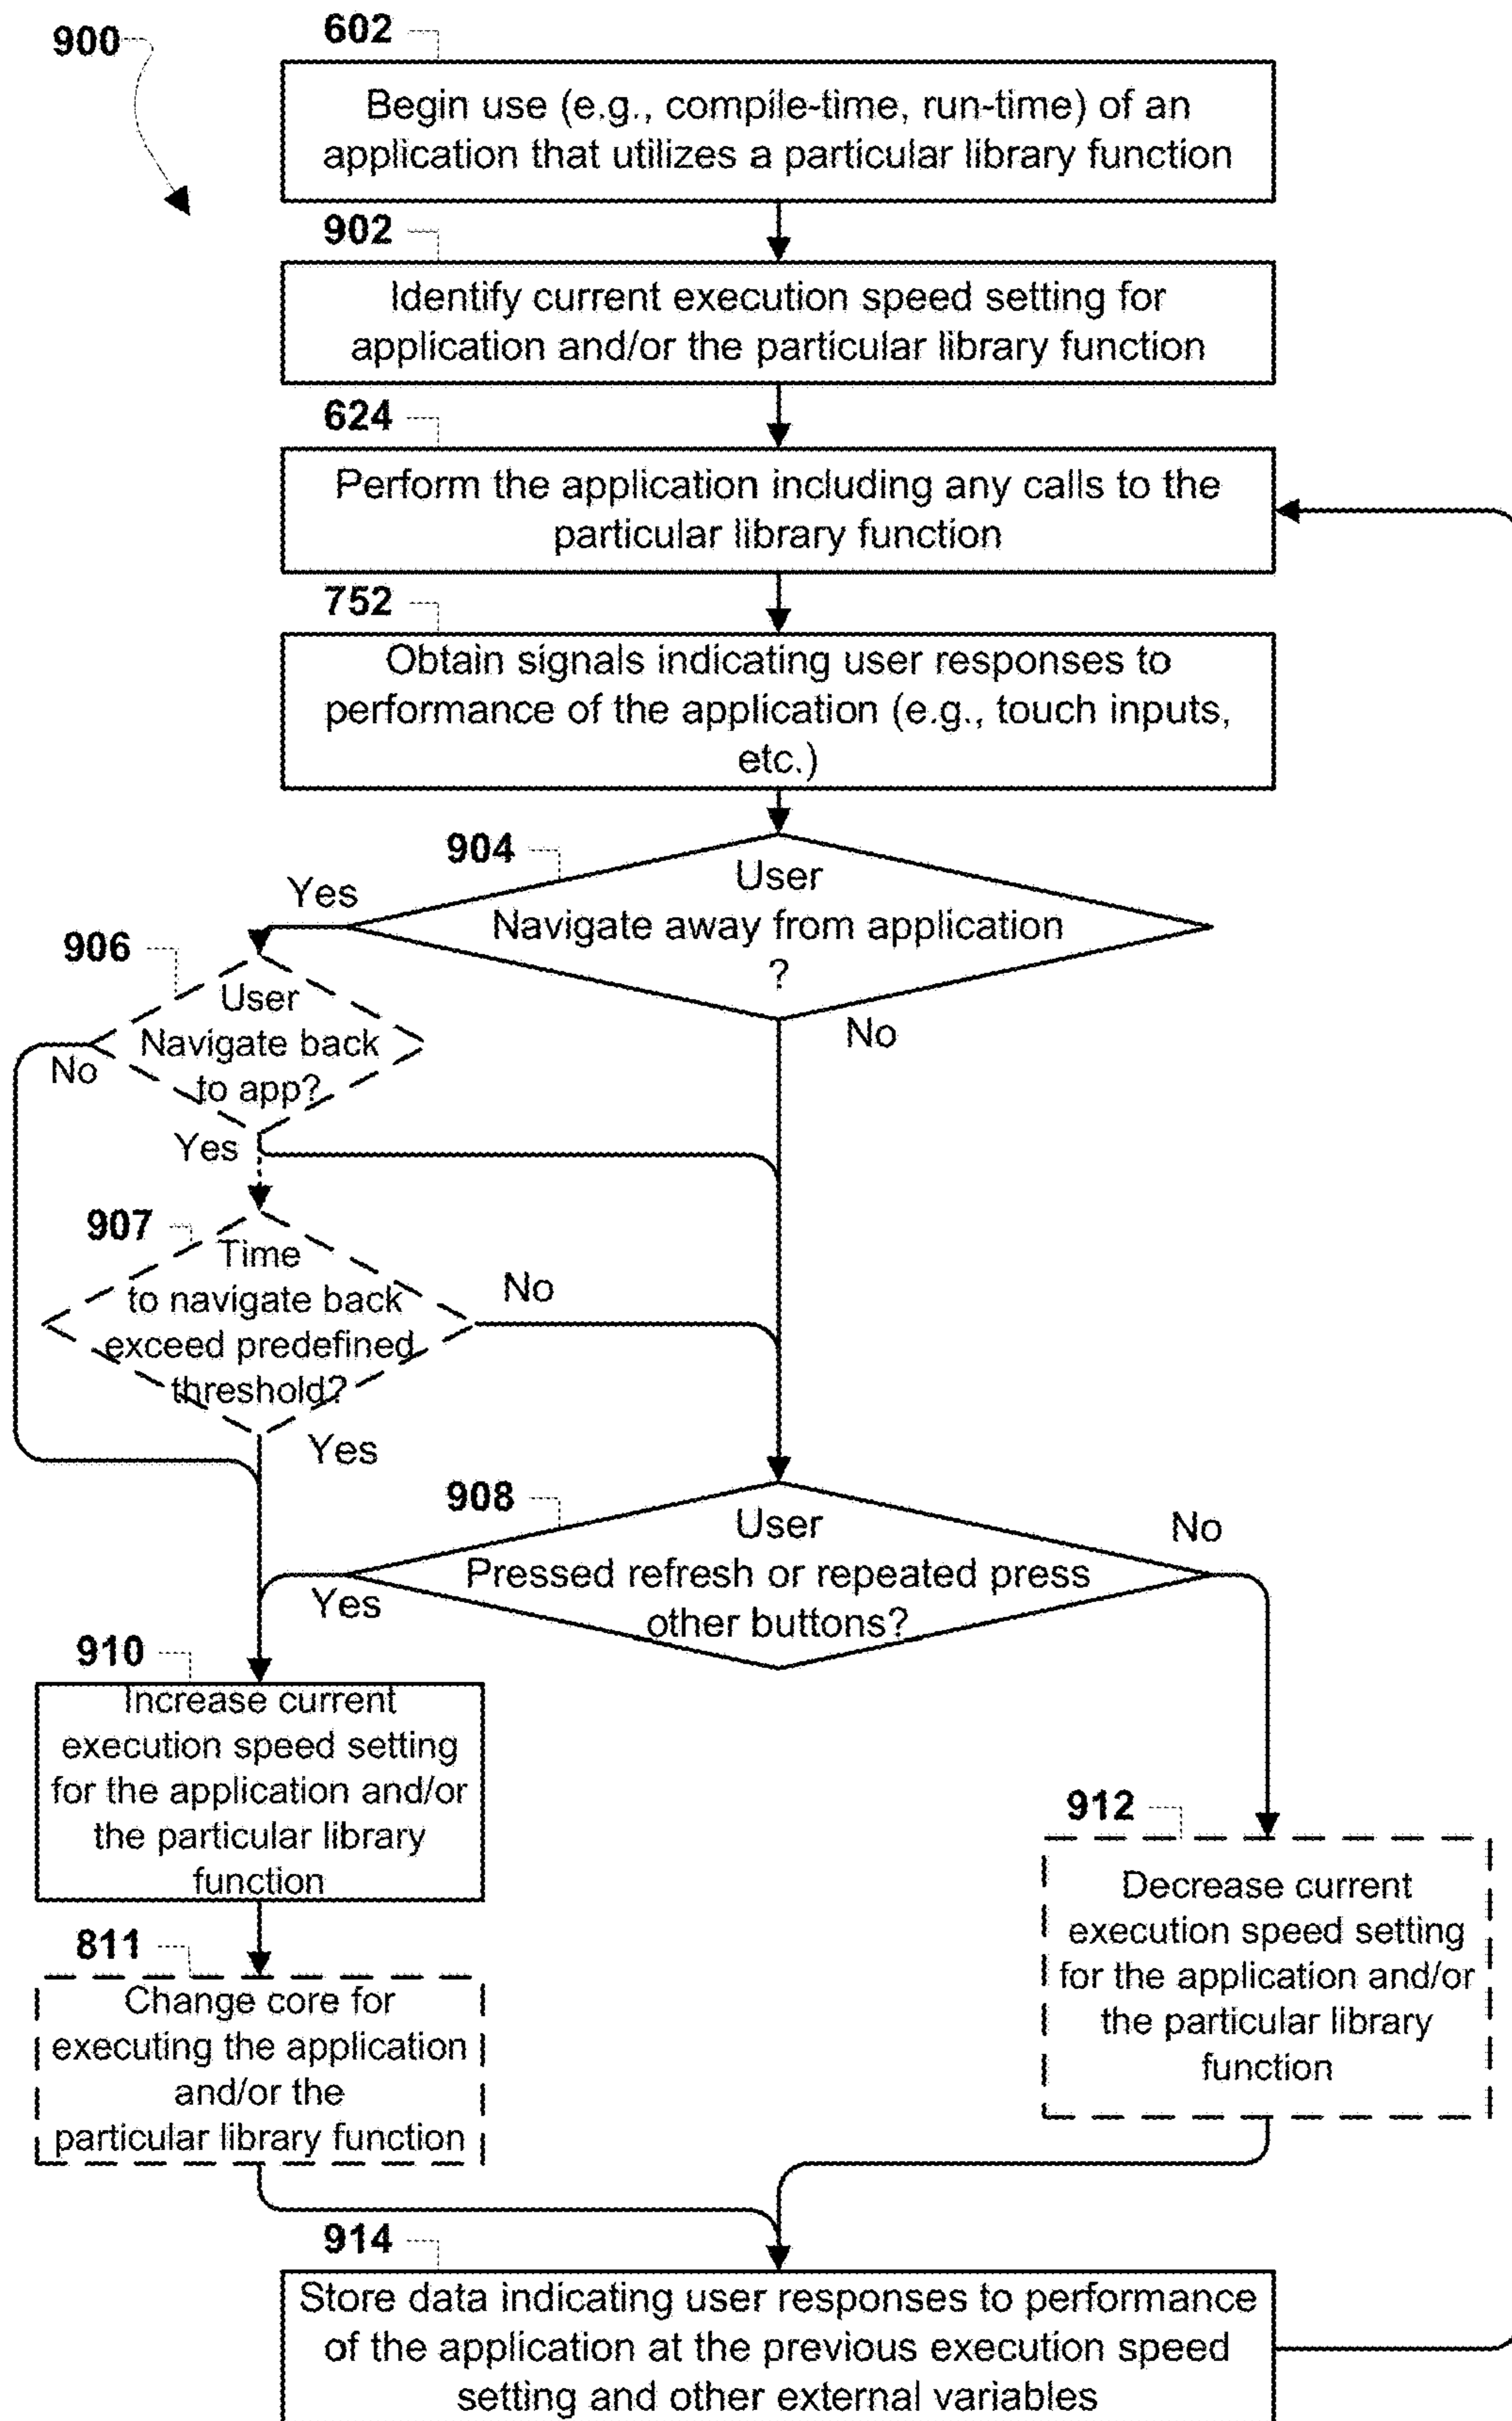 900
602
Begin use (e.g., compile-time, run-time) of an
application that utilizes a particular library function
902
Identify current execution speed setting for
application and/or the particular library function
624
Perform the application including any calls to the
particular library function
752
Obtain signals indicating user responses to
performance of the application (e.g., touch inputs,
etc.)
904
User
Navigate away from application
?
Yes
No
906
User
Navigate back
to app?
No
Yes
907
Time
to navigate back
exceed predefined
threshold?
No
Yes
908
User
Pressed refresh or repeated press
other buttons?
No
Yes
910
Increase current
execution speed setting
for the application and/or
the particular library
function
912
Decrease current
execution speed setting
for the application and/or
the particular library
function
811
Change core for
executing the application
and/or the
particular library function
914
Store data indicating user responses to performance
of the application at the previous execution speed
setting and other external variables